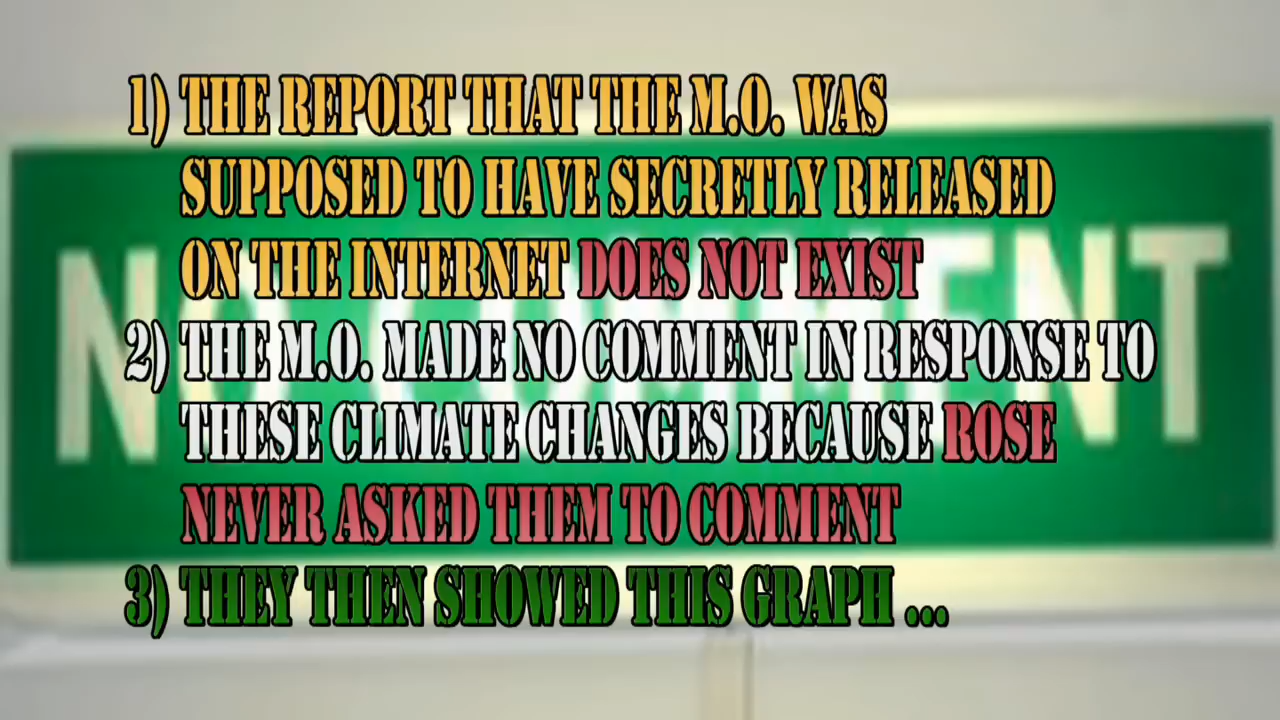 1) THE REPORT THAT THE M.O. WAS
SUPPOSED TO HAVE SECRETLY RELEASED
ON THE INTERNET DOES NOT EXIST
2) THE M.O. MADE NO COMMENT IN RESPONSE TO
THESE CLIMATE CHANGES BECAUSE ROSE
NEVER ASKED THEM TO COMMENT
3) THEY THEN SHOWED THIS GRAPH ...
NO COMMENT